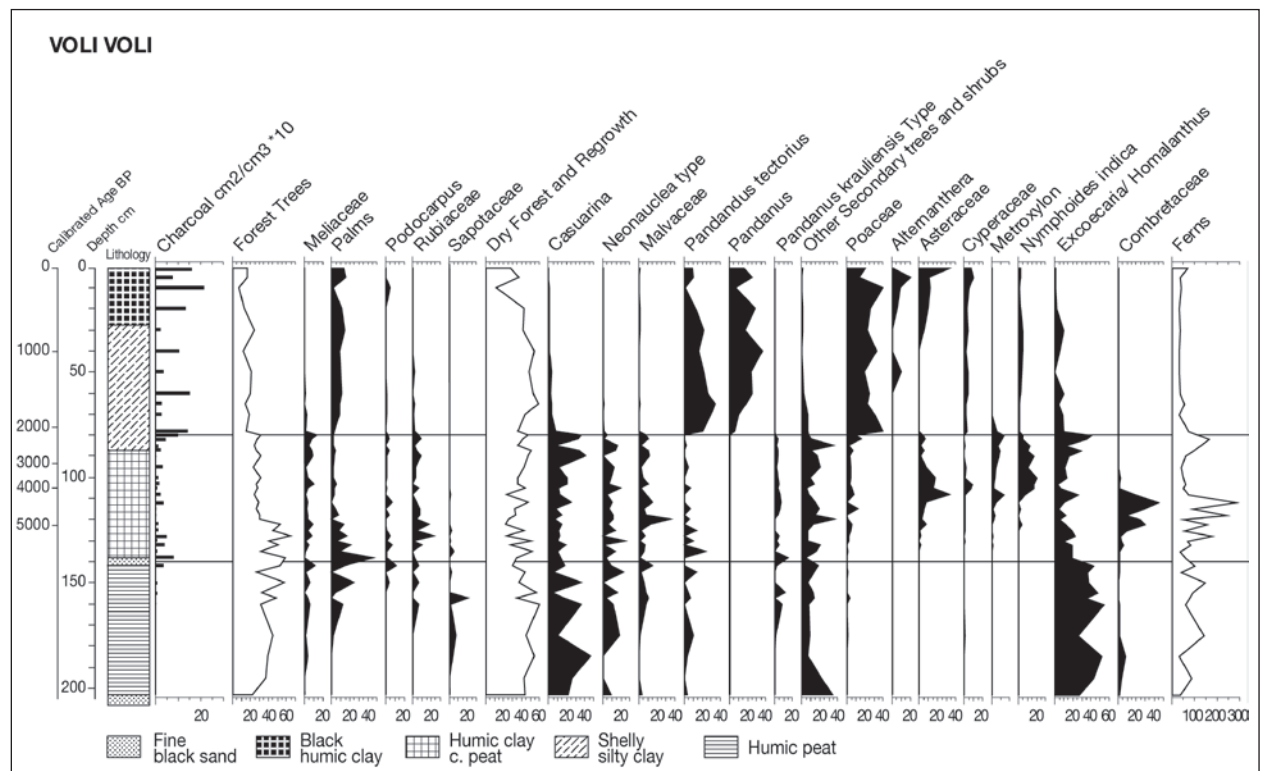 VOLI VOLI
Calibrated Age BP
Depth cm
Lithology
Charcoal cm2/cm3 *10
Forest Trees
Meliaceae
Palms
Podocarpus
Rubiaceae
Sapotaceae
Dry Forest and Regrowth
Casuarina
Neonauclea type
Malvaceae
Pandandus tectorius
Pandanus
Pandanus krauliensis Type
Other Secondary trees and shrubs
Poaceae
Alternanthera
Asteraceae
Cyperaceae
Metroxylon
Nymphoides indica
Excoecaria/ Homalanthus
Combretaceae
Ferns
0 0
1000
50
2000
3000
100
4000
5000
150
200
20 20 40 60 20 20 40 20 20 20 20 40 60 20 40 20 20 40 20 40 20 40 20 20 40 20 40 20 20 40 20 20 20 40 60 20 40 100 200 300
Fine
black sand
Black
humic clay
Humic clay
c. peat
Shelly
silty clay
Humic peat